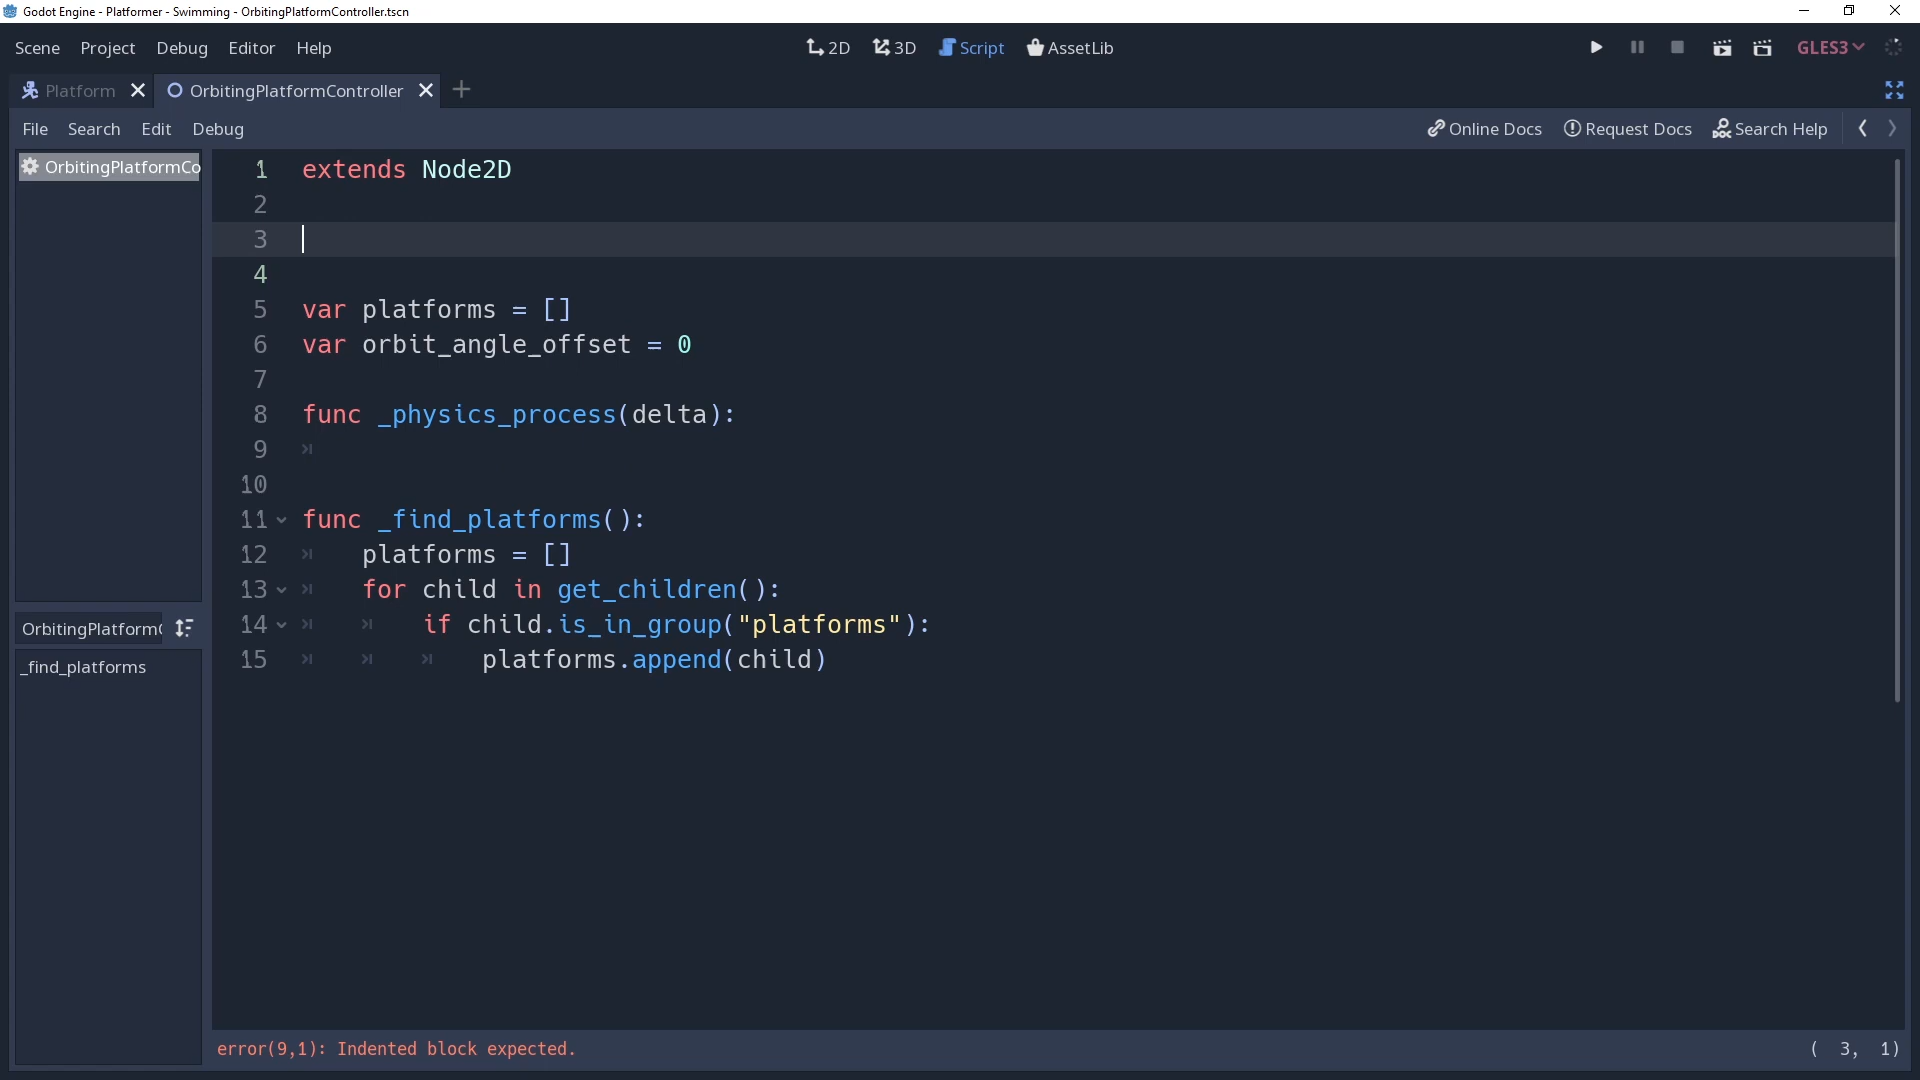 Godot Engine - Platformer - Swimming - OrbitingPlatformController.tscn
Scene Project Debug Editor Help 2D 3D Script AssetLib GLES3
Platform OrbitingPlatformController
File Search Edit Debug Online Docs Request Docs Search Help
OrbitingPlatformCo
OrbitingPlatformC
_find_platforms
1 extends Node2D
2
3
4
5 var platforms = []
6 var orbit_angle_offset = 0
7
8 func _physics_process(delta):
9
10
11 func _find_platforms():
12 platforms = []
13 for child in get_children():
14 if child.is_in_group("platforms"):
15 platforms.append(child)
error(9,1): Indented block expected. ( 3, 1)